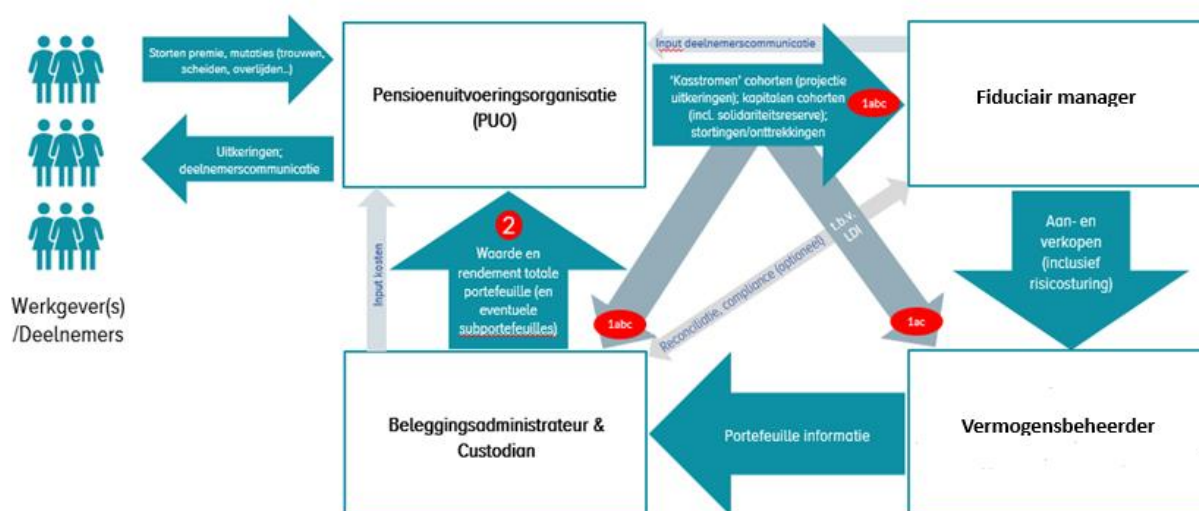 Storten premie, mutaties (trouwen,
scheiden, overlijden..)
Uitkeringen;
deelnemerscommunicatie
Werkgever(s)
/Deelnemers
Pensioenuitvoeringsorganisatie
(PUO)
Input deelnemerscommunicatie
'Kasstromen' cohorten (projectie
uitkeringen); kapitalen cohorten
(incl. solidariteitsreserve);
stortingen/onttrekkingen
1abc
Fiduciair manager
2
Waarde en
rendement totale
portefeuille (en
eventuele
subportefeuilles)
Input kosten
1abc
Reconciliatie, compliance (optioneel)
t.b.v.
LDI
1ac
Aan- en
verkopen
(inclusief
risicosturing)
Beleggingsadministrateur &
Custodian
Portefeuille informatie
Vermogensbeheerder